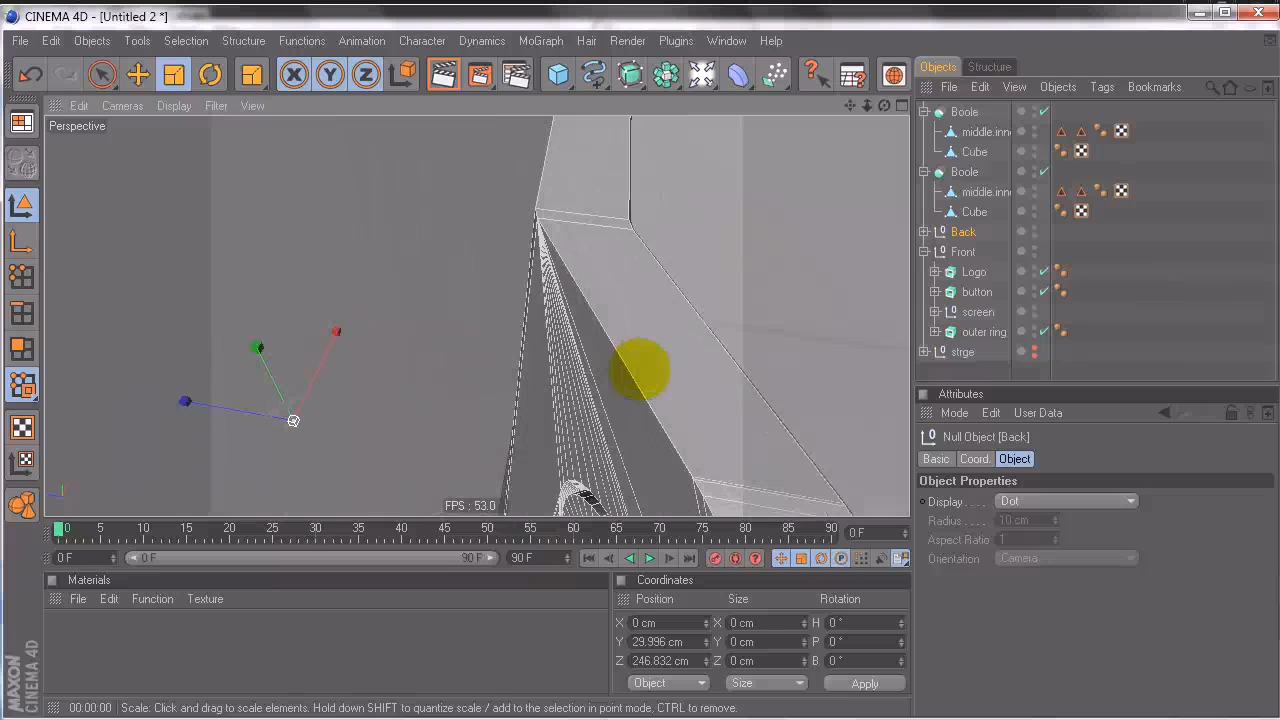 CINEMA 4D - [Untitled 2 *]
File Edit Objects Tools Selection Structure Functions Animation Character Dynamics MoGraph Hair Render Plugins Window Help
X Y Z
Objects Structure
File Edit View Objects Tags Bookmarks
Edit Cameras Display Filter View
Perspective
Boole
middle.inn
Cube
Boole
middle.inn
Cube
Back
Front
Logo
button
screen
outer ring
strge
Attributes
Mode Edit User Data
Null Object [Back]
Basic Coord. Object
Object Properties
Display . . . . Dot
Radius . . . . 10 cm
Aspect Ratio 1
Orientation Camera
FPS : 53.0
0 5 10 15 20 25 30 35 40 45 50 55 60 65 70 75 80 85 90 0 F
0 F 0 F 90 F 90 F
Materials
File Edit Function Texture
Coordinates
Position Size Rotation
X 0 cm X 0 cm H 0 °
Y 29.996 cm Y 0 cm P 0 °
Z 246.832 cm Z 0 cm B 0 °
Object Size Apply
MAXON CINEMA 4D
00:00:00 Scale: Click and drag to scale elements. Hold down SHIFT to quantize scale / add to the selection in point mode, CTRL to remove.